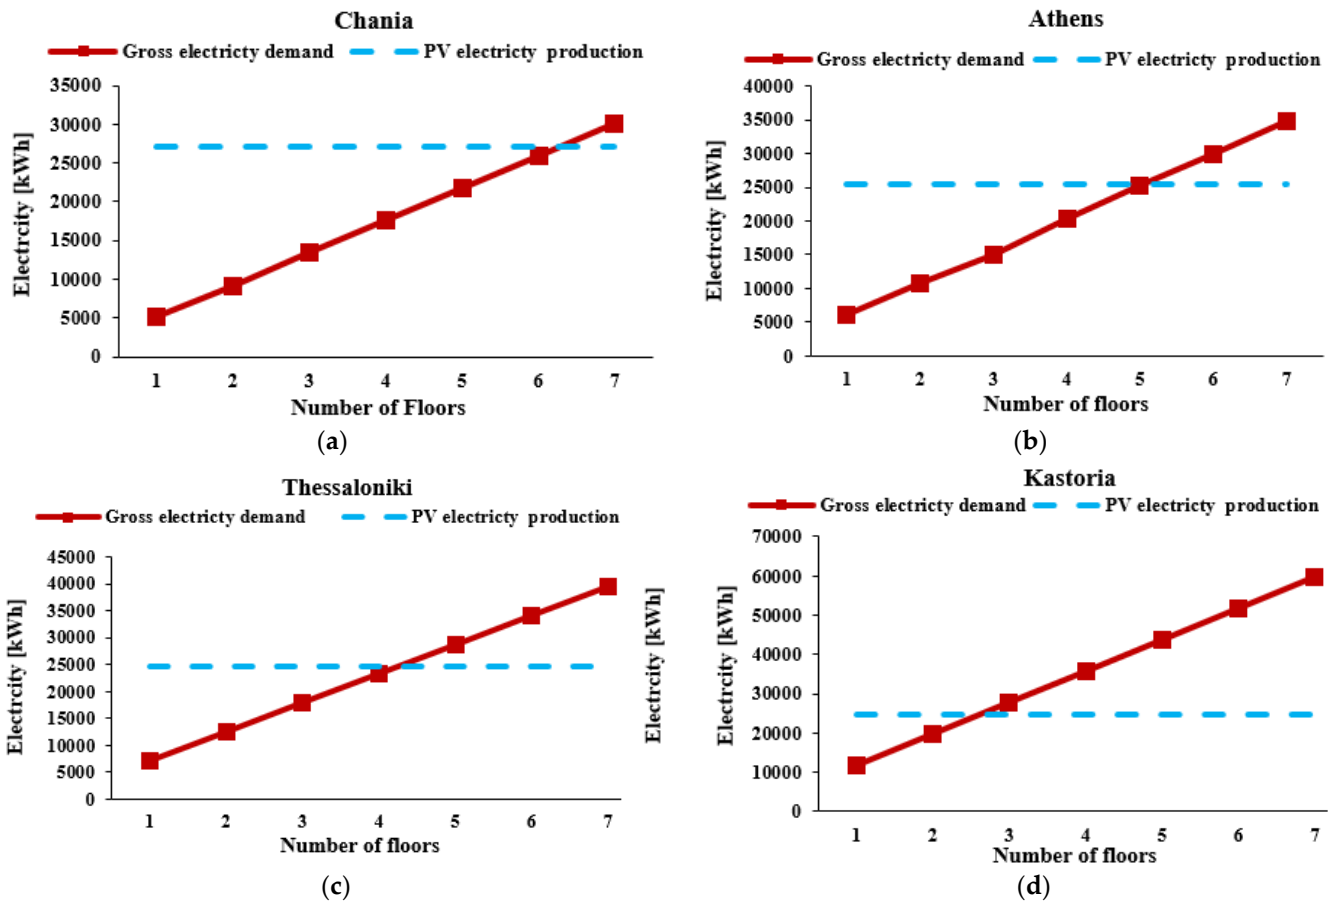 Chania
Gross electricty demand PV electricty production
Electrcity [kWh]
35000
30000
25000
20000
15000
10000
5000
0
1 2 3 4 5 6 7
Number of Floors
(a)
Athens
Gross electricty demand PV electricty production
Electrcity [kWh]
40000
35000
30000
25000
20000
15000
10000
5000
0
1 2 3 4 5 6 7
Number of floors
(b)
Thessaloniki
Gross electricty demand PV electricty production
Electrcity [kWh]
45000
40000
35000
30000
25000
20000
15000
10000
5000
0
1 2 3 4 5 6 7
Number of floors
(c)
Kastoria
Gross electricty demand PV electricty production
Electrcity [kWh]
Electrcity [kWh]
70000
60000
50000
40000
30000
20000
10000
0
1 2 3 4 5 6 7
Number of floors
(d)